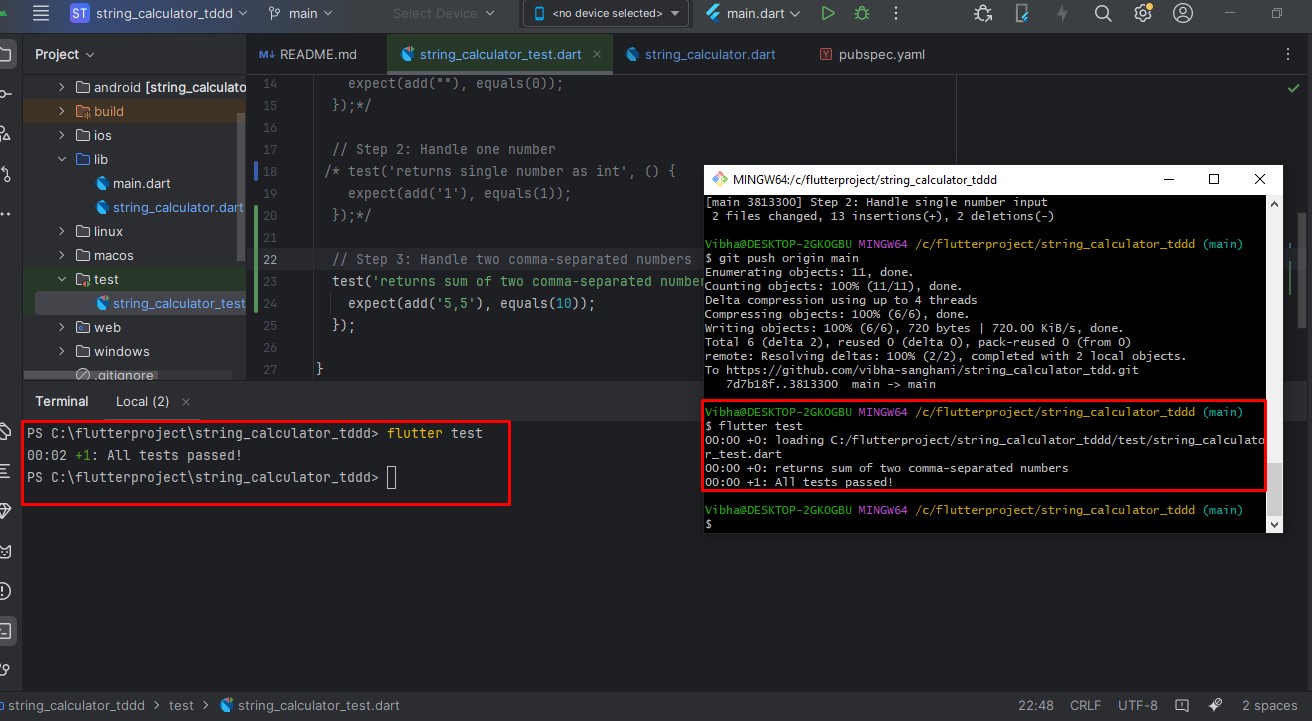 ST string_calculator_tddd main Select Device <no device selected> main.dart
Project
README.md string_calculator_test.dart string_calculator.dart pubspec.yaml
android [string_calculato
build
ios
lib
main.dart
string_calculator.dart
linux
macos
test
string_calculator_test
web
windows
.gitignore
14 expect(add(""), equals(0));
15 });*/
16
17 // Step 2: Handle one number
18 /* test('returns single number as int', () {
19 expect(add('1'), equals(1));
20 });*/
21
22 // Step 3: Handle two comma-separated numbers
23 test('returns sum of two comma-separated number
24 expect(add('5,5'), equals(10));
25 });
26
27 }
Terminal Local (2)
PS C:\flutterproject\string_calculator_tddd> flutter test
00:02 +1: All tests passed!
PS C:\flutterproject\string_calculator_tddd>
MINGW64:/c/flutterproject/string_calculator_tddd
[main 3813300] Step 2: Handle single number input
2 files changed, 13 insertions(+), 2 deletions(-)
Vibha@DESKTOP-2GKOGBU MINGW64 /c/flutterproject/string_calculator_tddd (main)
$ git push origin main
Enumerating objects: 11, done.
Counting objects: 100% (11/11), done.
Delta compression using up to 4 threads
Compressing objects: 100% (6/6), done.
Writing objects: 100% (6/6), 720 bytes | 720.00 KiB/s, done.
Total 6 (delta 2), reused 0 (delta 0), pack-reused 0 (from 0)
remote: Resolving deltas: 100% (2/2), completed with 2 local objects.
To https://github.com/vibha-sanghani/string_calculator_tdd.git
7d7b18f..3813300 main -> main
Vibha@DESKTOP-2GKOGBU MINGW64 /c/flutterproject/string_calculator_tddd (main)
$ flutter test
00:00 +0: loading C:/flutterproject/string_calculator_tddd/test/string_calculato
r_test.dart
00:00 +0: returns sum of two comma-separated numbers
00:00 +1: All tests passed!
Vibha@DESKTOP-2GKOGBU MINGW64 /c/flutterproject/string_calculator_tddd (main)
$
string_calculator_tddd > test > string_calculator_test.dart 22:48 CRLF UTF-8 2 spaces